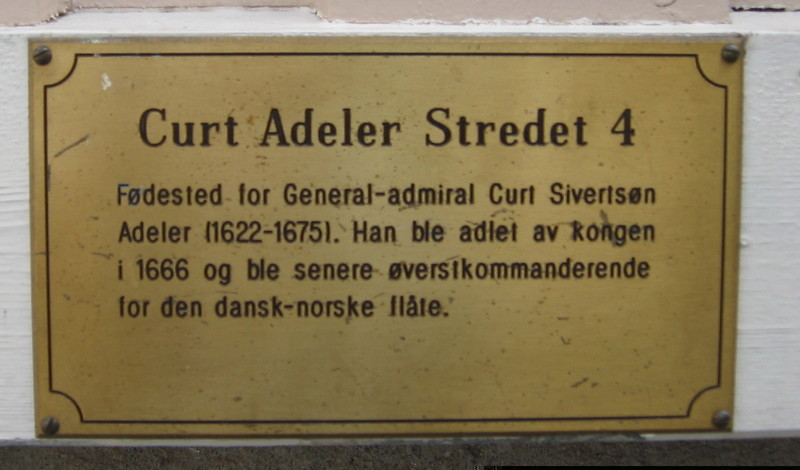 Curt Adeler Stredet 4
Fødested for General-admiral Curt Sivertsøn
Adeler (1622-1675). Han ble adlet av kongen
i 1666 og ble senere øverstkommanderende
for den dansk-norske flåte.